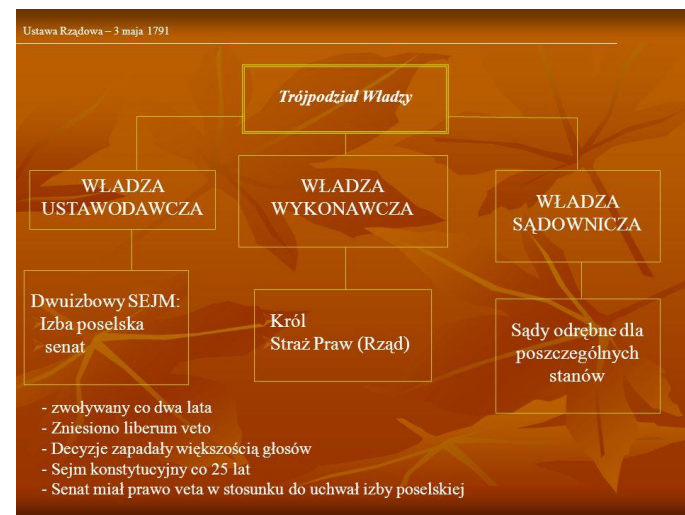 Ustawa Rządowa – 3 maja 1791
Trójpodział Władzy
WŁADZA
USTAWODAWCZA
WŁADZA
WYKONAWCZA
WŁADZA
SĄDOWNICZA
Dwuizbowy SEJM:
Izba poselska
senat
Król
Straż Praw (Rząd)
Sądy odrębne dla
poszczególnych
stanów
- zwoływany co dwa lata
- Zniesiono liberum veto
- Decyzje zapadały większością głosów
- Sejm konstytucyjny co 25 lat
- Senat miał prawo veta w stosunku do uchwał izby poselskiej